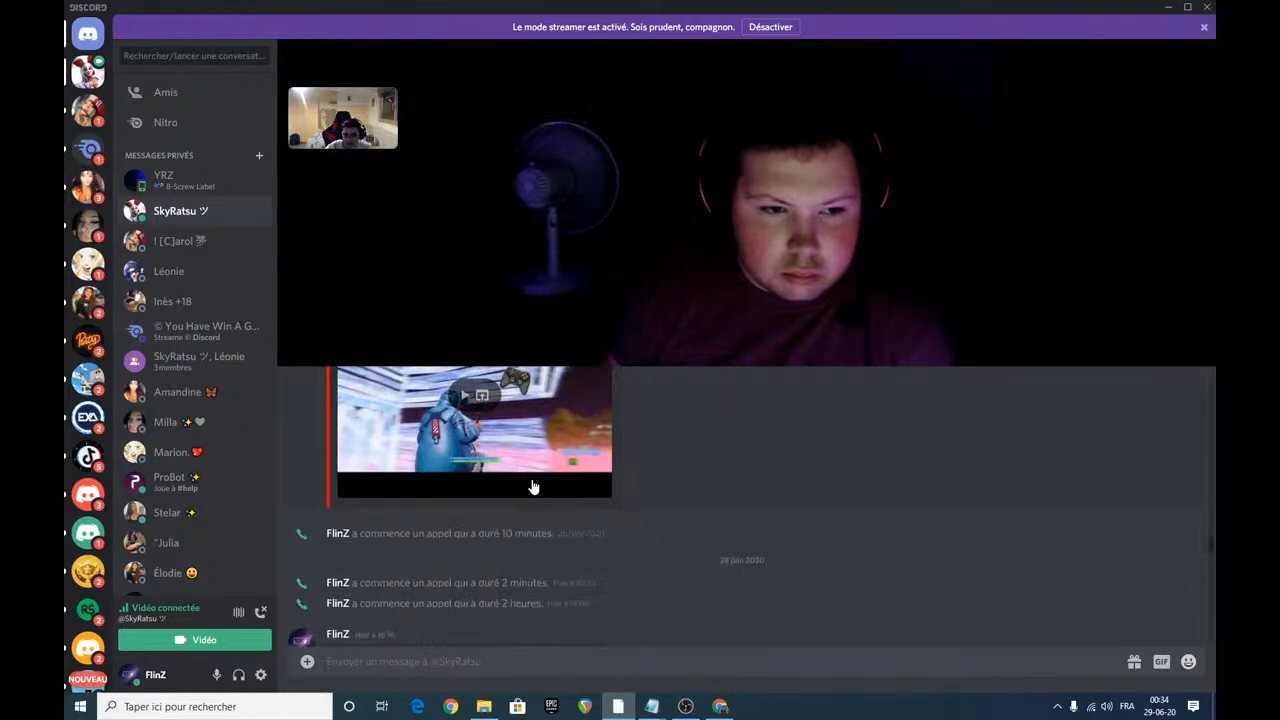 DISCORD
Le mode streamer est activé. Sois prudent, compagnon.
Désactiver
Rechercher/lancer une conversat...
Amis
Nitro
MESSAGES PRIVÉS
YRZ
B-Screw Label
SkyRatsu ツ
! [C]arol 夢
Léonie
Inès +18
© You Have Win A G...
Streame © Discord
SkyRatsu ツ, Léonie
3 membres
Amandine 🦋
Milla ✨🤍
Marion.💘
ProBot ✨
Joue à #help
Stelar ✨
"Julia
Élodie 😃
Vidéo connectée
@SkyRatsu ツ
Vidéo
FlinZ
NOUVEAU
FlinZ a commencé un appel qui a duré 10 minutes.
28 juin 2020
FlinZ a commencé un appel qui a duré 2 minutes.
FlinZ a commencé un appel qui a duré 2 heures.
FlinZ
Envoyer un message à @SkyRatsu
GIF
Party
EXA
R$
Taper ici pour rechercher
EPIC
FRA
00:34
29-06-20